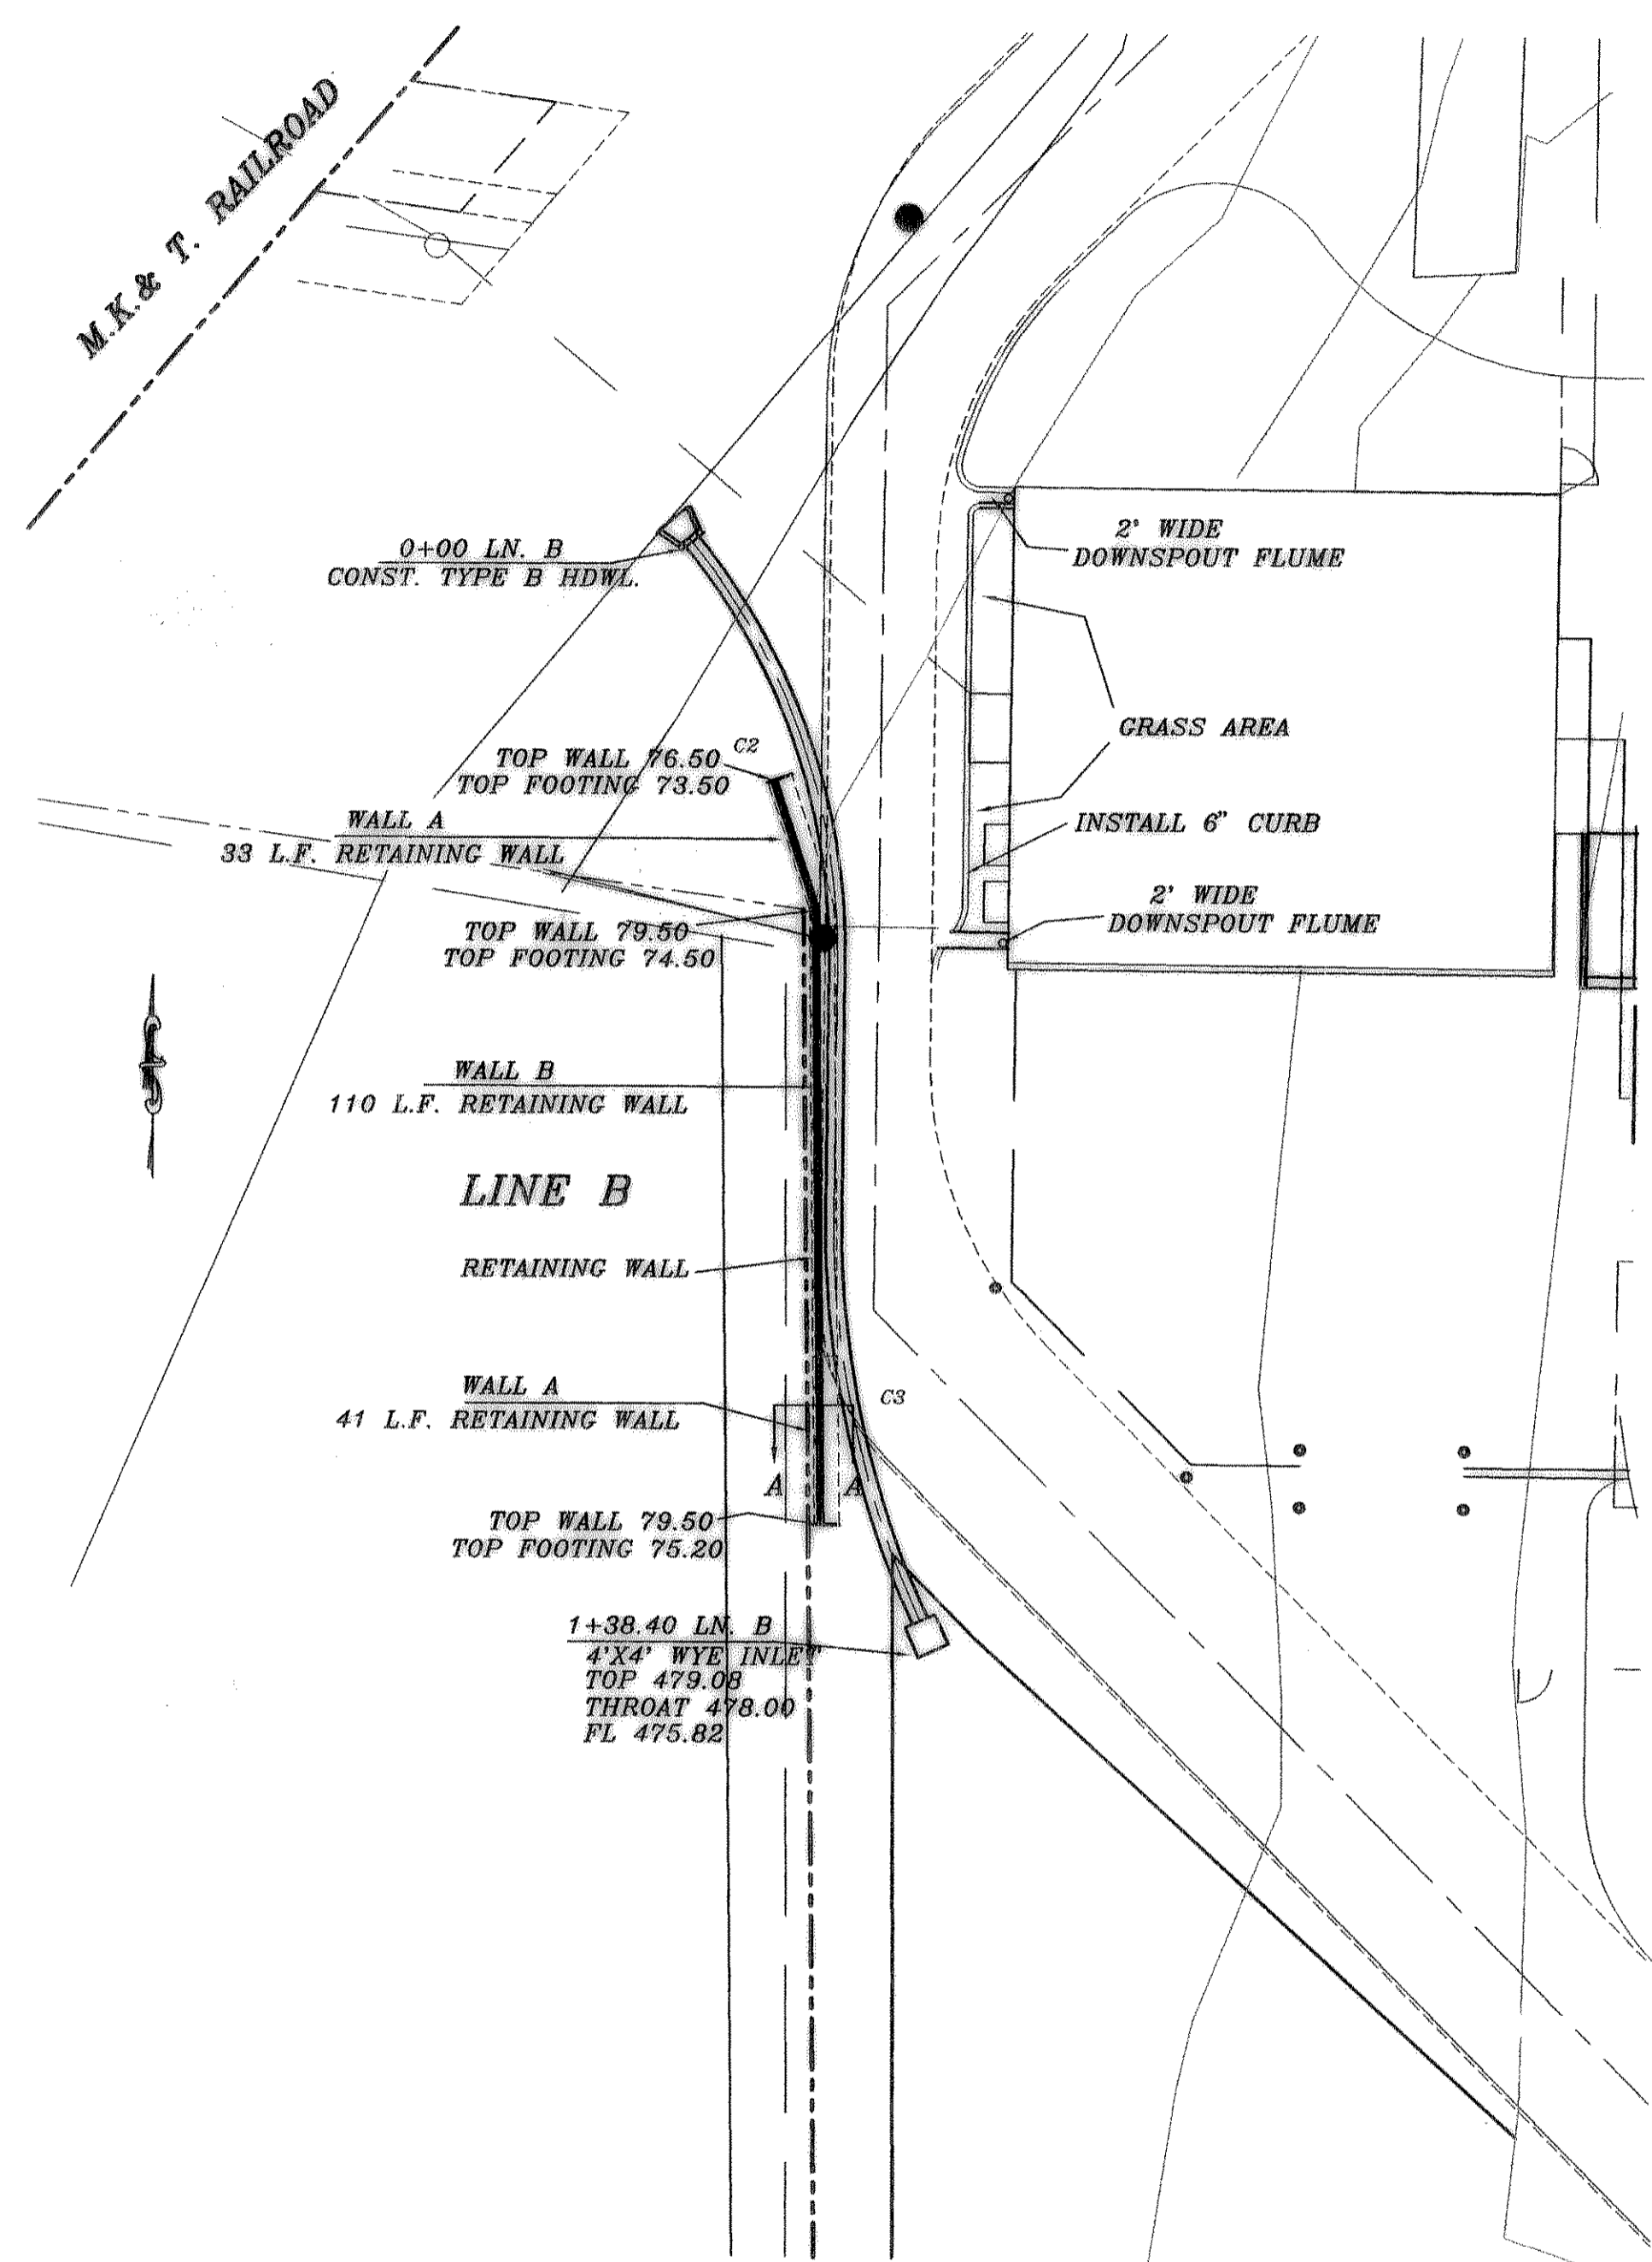 M.K.& T. RAILROAD
0+00 LN. B
CONST. TYPE B HDWL.
2' WIDE
DOWNSPOUT FLUME
GRASS AREA
TOP WALL 76.50
C2
TOP FOOTING 73.50
WALL A
33 L.F. RETAINING WALL
INSTALL 6" CURB
2' WIDE
DOWNSPOUT FLUME
TOP WALL 79.50
TOP FOOTING 74.50
WALL B
110 L.F. RETAINING WALL
LINE B
RETAINING WALL
WALL A
41 L.F. RETAINING WALL
C3
A
A
TOP WALL 79.50
TOP FOOTING 75.20
1+38.40 LN. B
4'X4' WYE INLET
TOP 479.08
THROAT 478.00
FL 475.82